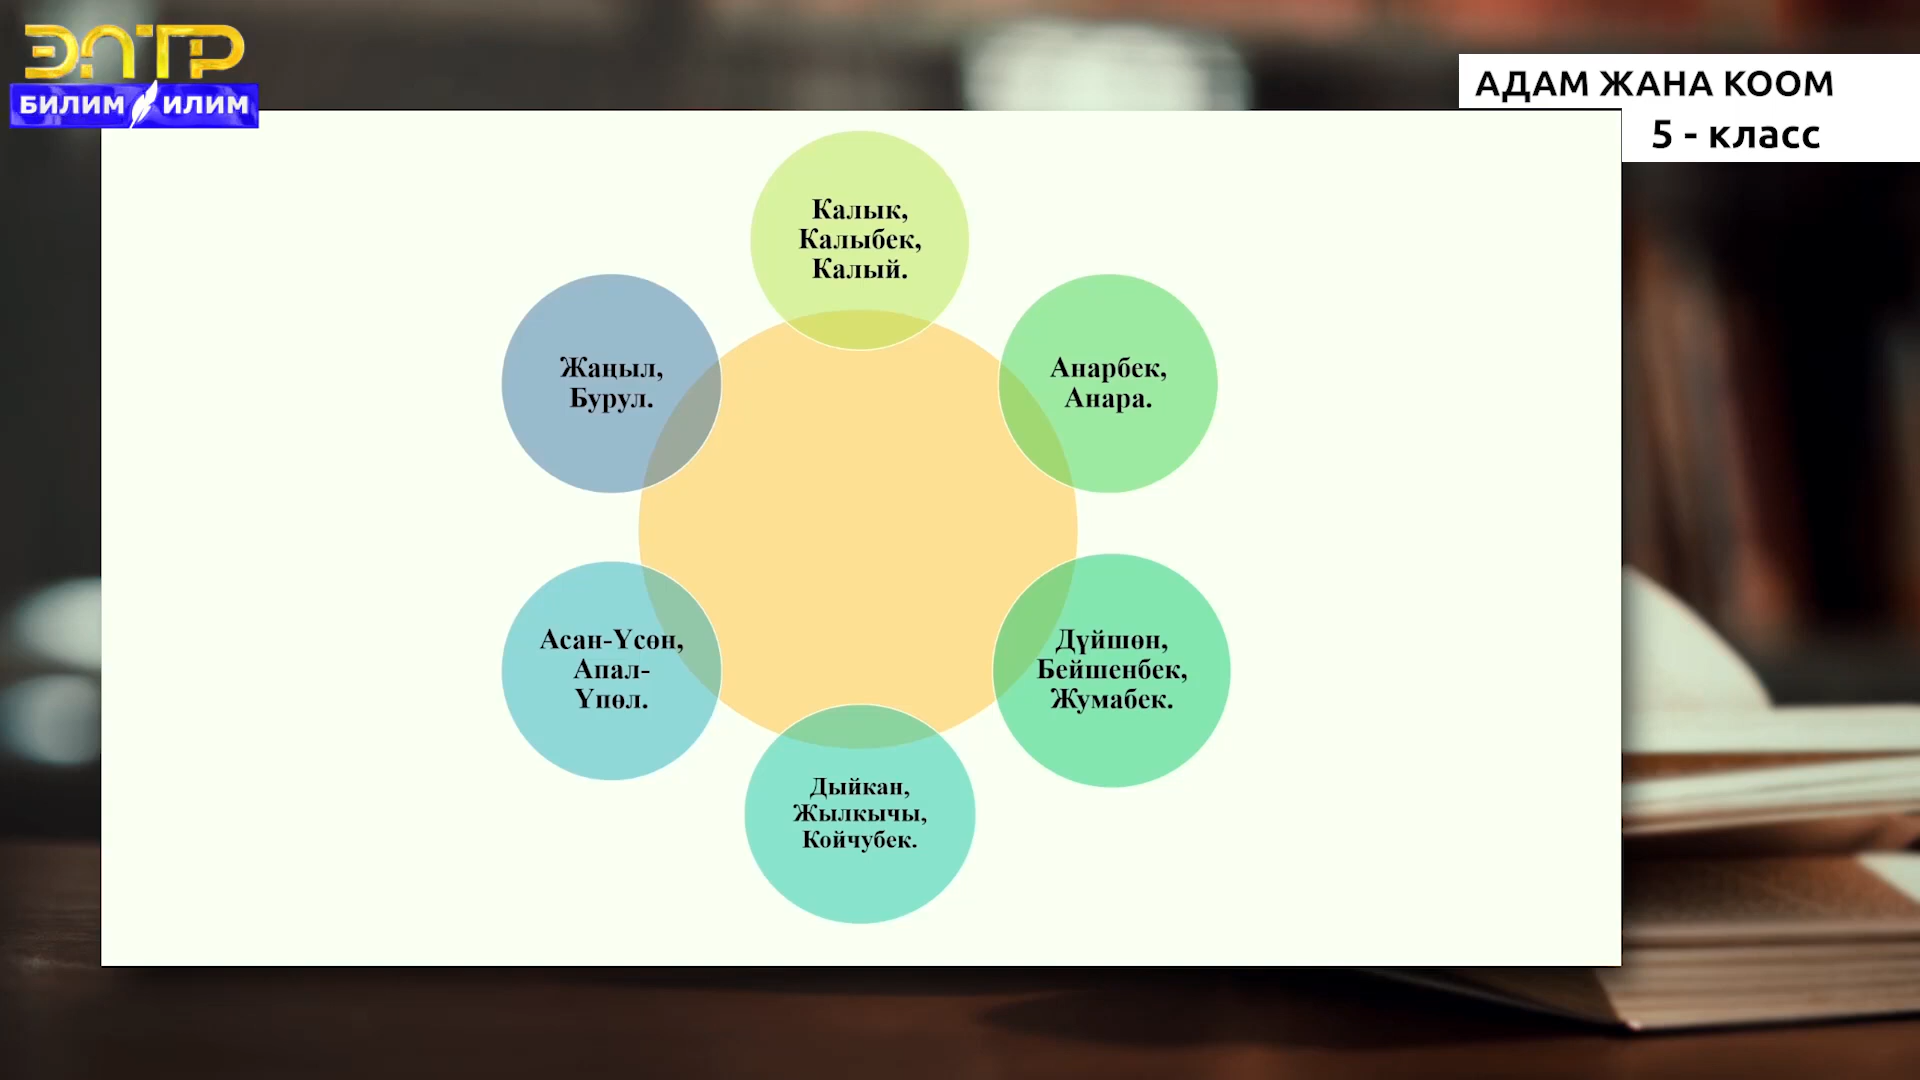 ЭЛТР
БИЛИМ ИЛИМ
АДАМ ЖАНА КООМ
5 - класс
Калык,
Калыбек,
Калый.
Анарбек,
Анара.
Дүйшөн,
Бейшенбек,
Жумабек.
Дыйкан,
Жылкычы,
Койчубек.
Асан-Үсөн,
Апал-
Үпөл.
Жаңыл,
Бурул.